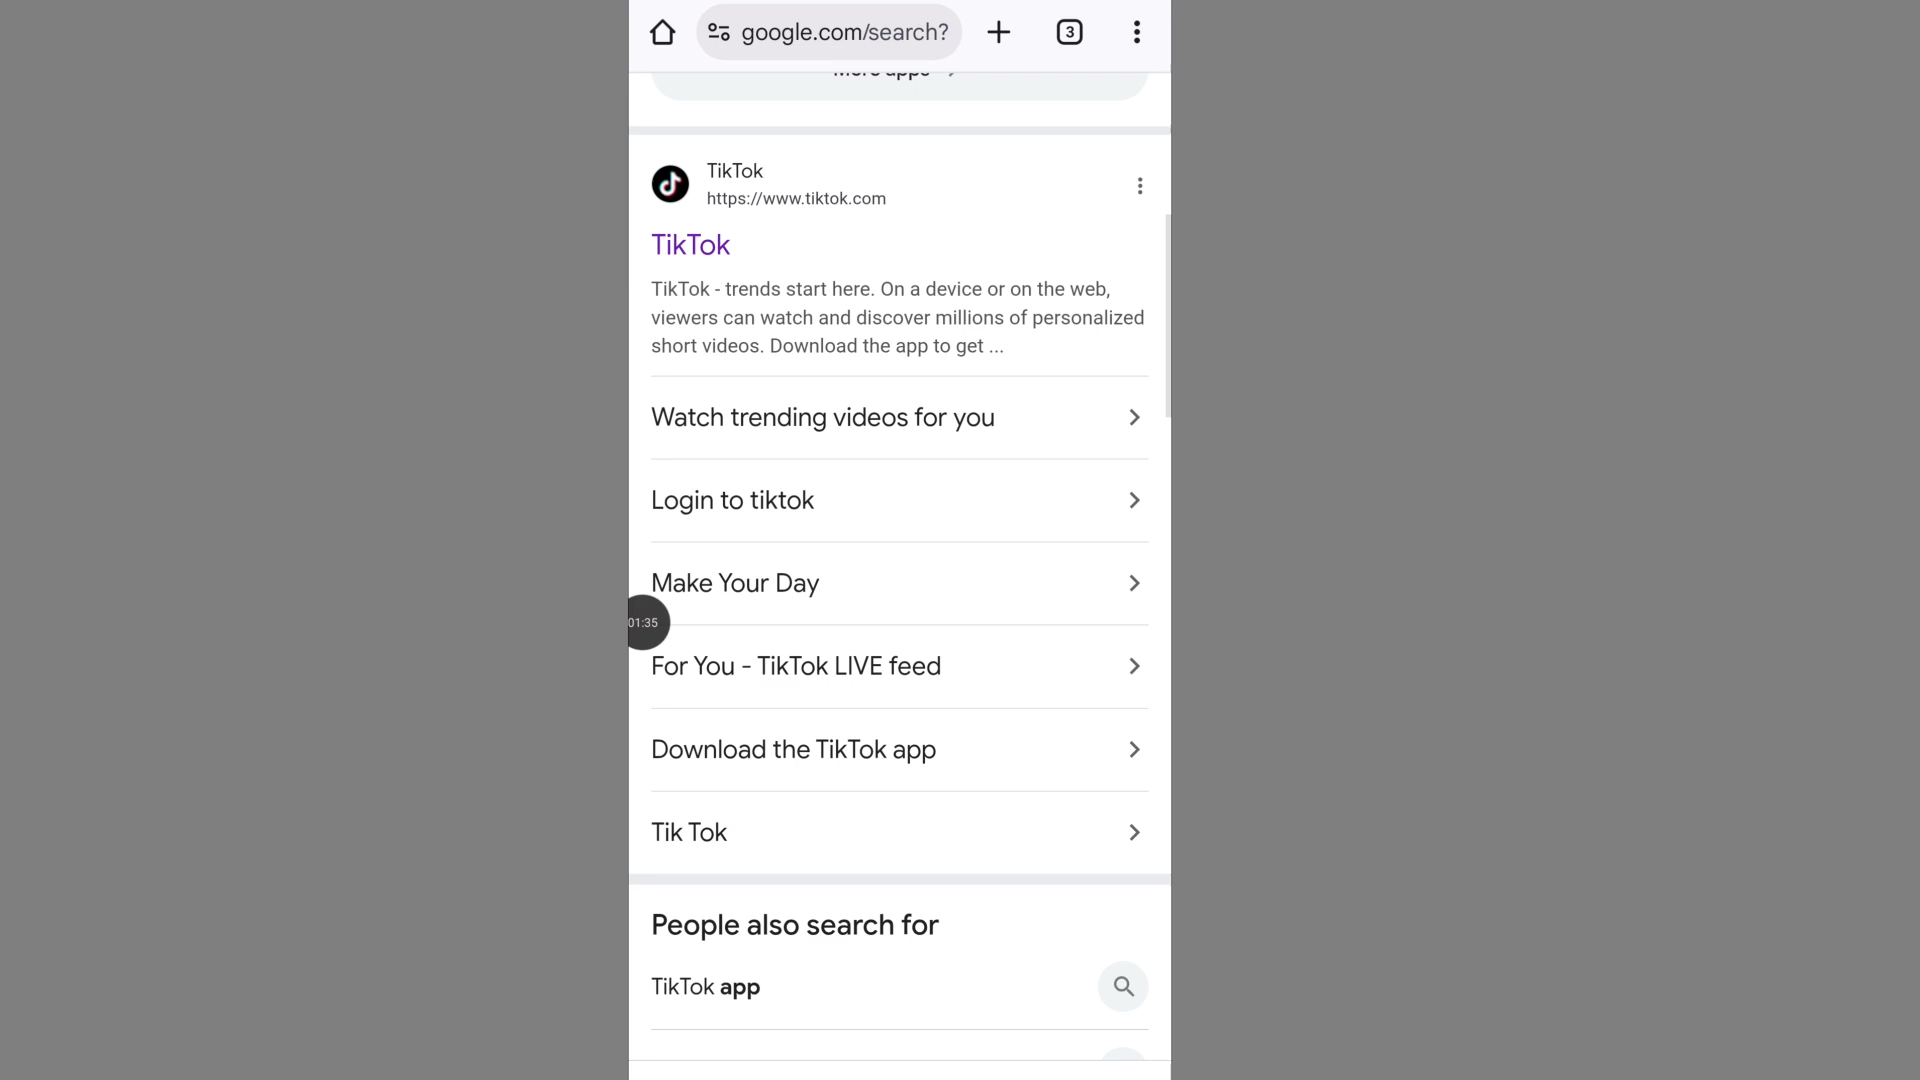 google.com/search?
3
More apps
TikTok
https://www.tiktok.com
TikTok
TikTok - trends start here. On a device or on the web,
viewers can watch and discover millions of personalized
short videos. Download the app to get ...
Watch trending videos for you
Login to tiktok
Make Your Day
01:35
For You - TikTok LIVE feed
Download the TikTok app
Tik Tok
People also search for
TikTok app